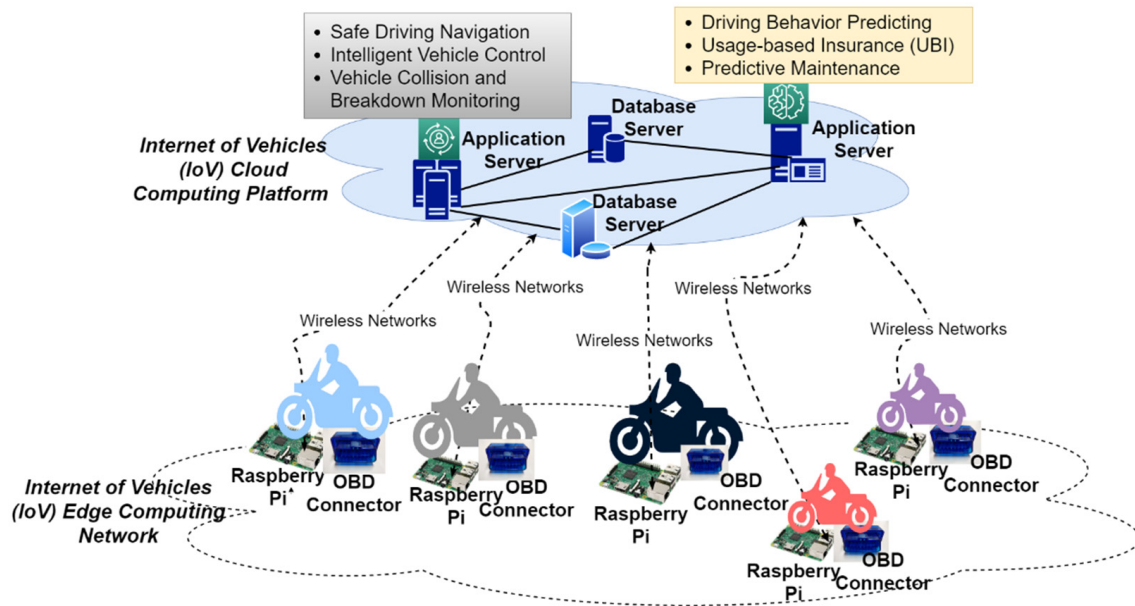 • Safe Driving Navigation
• Intelligent Vehicle Control
• Vehicle Collision and
Breakdown Monitoring
• Driving Behavior Predicting
• Usage-based Insurance (UBI)
• Predictive Maintenance
Internet of Vehicles
(IoV) Cloud
Computing Platform
Application
Server
Database
Server
Application
Server
Database
Server
Wireless Networks
Wireless Networks
Wireless Networks
Wireless Networks
Wireless Networks
Internet of Vehicles
(IoV) Edge Computing
Network
Raspberry
Pi
OBD
Connector
Raspberry
Pi
OBD
Connector
Raspberry
Pi
OBD
Connector
Raspberry
Pi
OBD
Connector
Raspberry
Pi
OBD
Connector